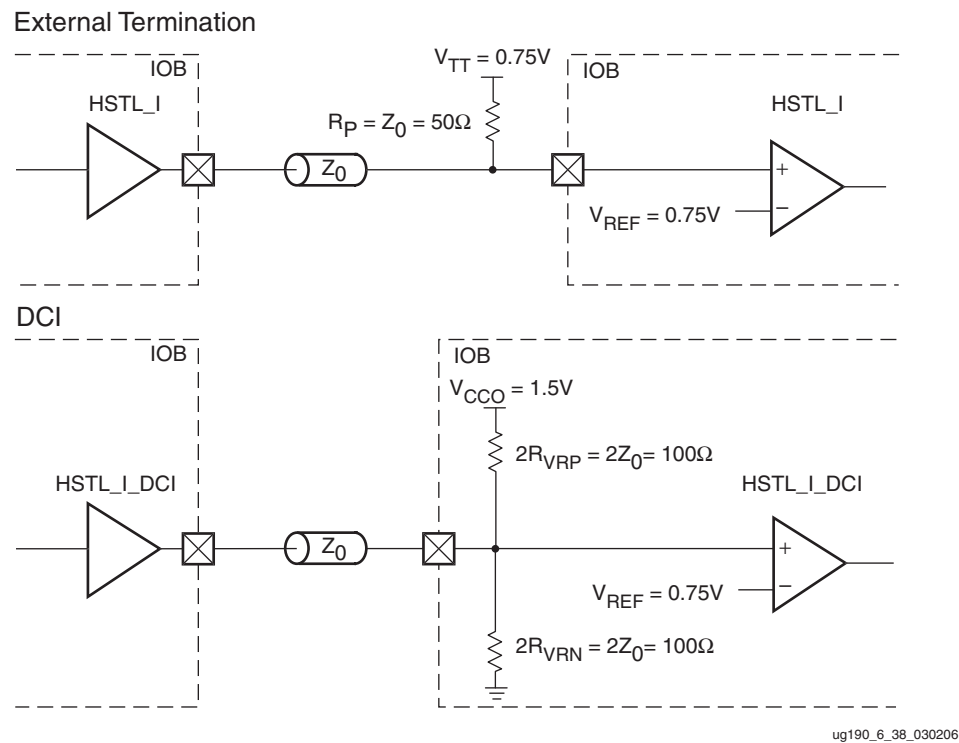 External Termination
IOB
V_TT = 0.75V
IOB
HSTL_I
R_P = Z_0 = 50Ω
HSTL_I
Z_0
+
V_REF = 0.75V
−
DCI
IOB
IOB
V_CCO = 1.5V
2R_VRP = 2Z_0= 100Ω
HSTL_I_DCI
HSTL_I_DCI
Z_0
+
V_REF = 0.75V
−
2R_VRN = 2Z_0= 100Ω
ug190_6_38_030206